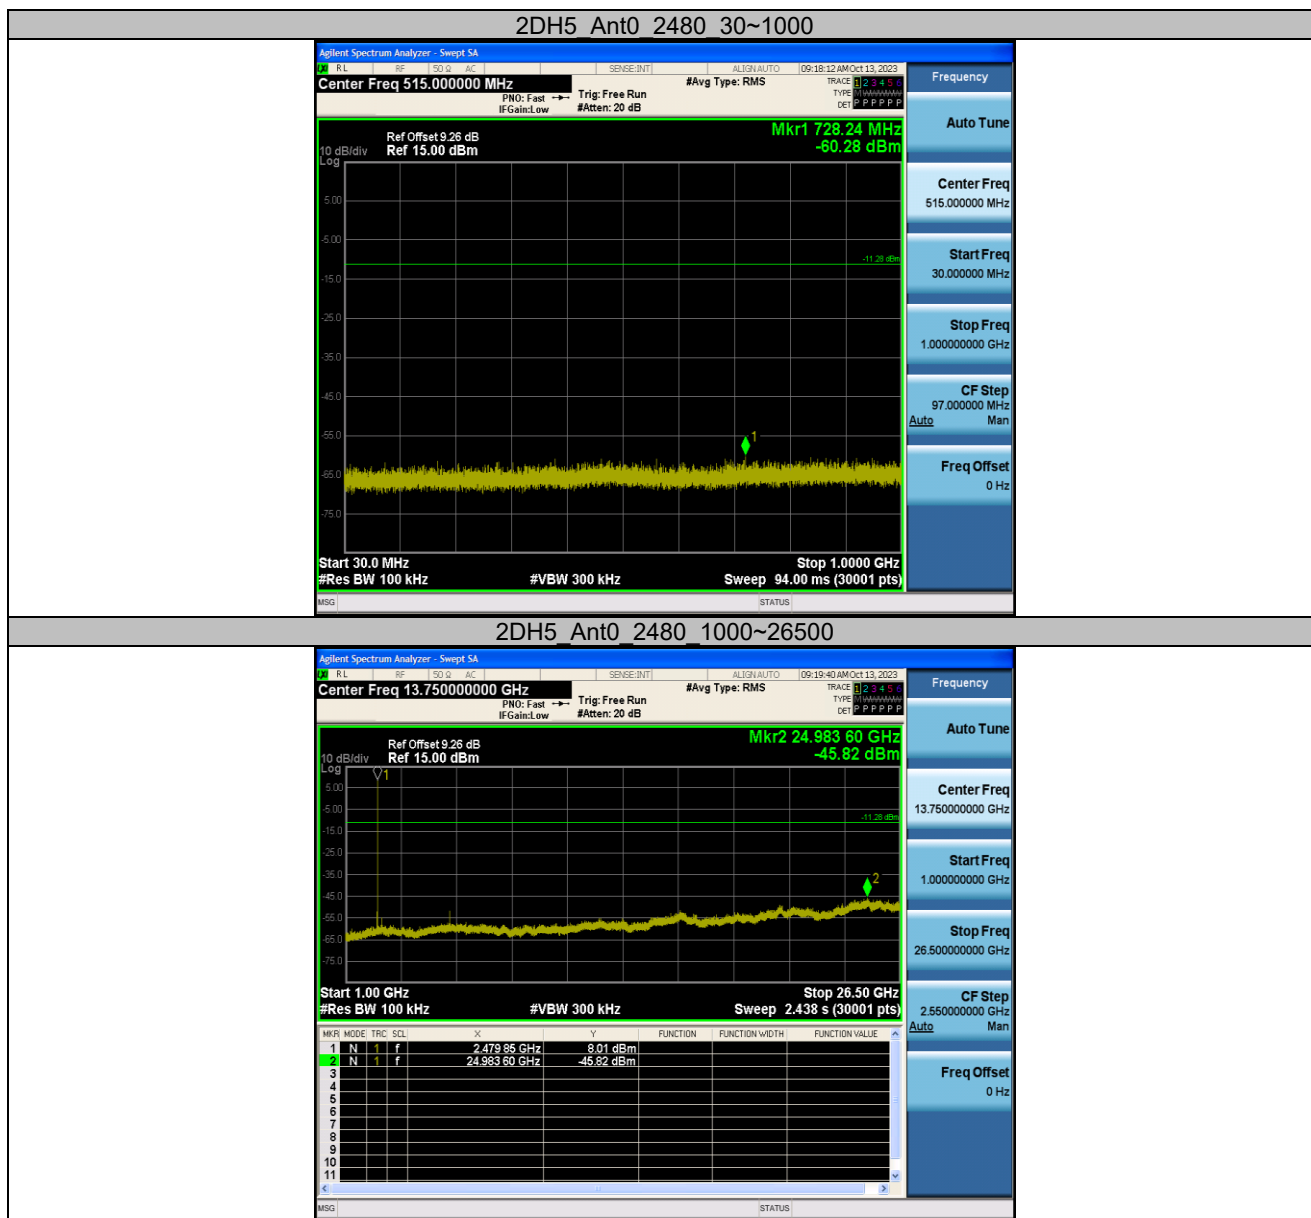 2DH5_Ant0_2480_30~1000
Agilent Spectrum Analyzer - Swept SA
RL RF 50 Ω AC SENSE:INT ALIGN AUTO 09:18:12 AM Oct 13, 2023
Center Freq 515.000000 MHz
PNO: Fast
IFGain:Low
Trig: Free Run
#Atten: 20 dB
#Avg Type: RMS
TRACE 1 2 3 4 5 6
TYPE M W W W W W
DET P P P P P P
Ref Offset 9.26 dB
Ref 15.00 dBm
10 dB/div
Log
Mkr1 728.24 MHz
-60.28 dBm
5.00
-5.00
-11.28 dBm
-15.0
-25.0
-35.0
-45.0
-55.0
1
-65.0
-75.0
Start 30.0 MHz Stop 1.0000 GHz
#Res BW 100 kHz #VBW 300 kHz Sweep 94.00 ms (30001 pts)
MSG STATUS
Frequency
Auto Tune
Center Freq
515.000000 MHz
Start Freq
30.000000 MHz
Stop Freq
1.000000000 GHz
CF Step
97.000000 MHz
Auto Man
Freq Offset
0 Hz
2DH5_Ant0_2480_1000~26500
Agilent Spectrum Analyzer - Swept SA
RL RF 50 Ω AC SENSE:INT ALIGN AUTO 09:19:40 AM Oct 13, 2023
Center Freq 13.750000000 GHz
PNO: Fast
IFGain:Low
Trig: Free Run
#Atten: 20 dB
#Avg Type: RMS
TRACE 1 2 3 4 5 6
TYPE M W W W W W
DET P P P P P P
Ref Offset 9.26 dB
Ref 15.00 dBm
10 dB/div
Log
Mkr2 24.983 60 GHz
-45.82 dBm
1
5.00
-5.00
-11.28 dBm
-15.0
-25.0
-35.0
2
-45.0
-55.0
-65.0
-75.0
Start 1.00 GHz Stop 26.50 GHz
#Res BW 100 kHz #VBW 300 kHz Sweep 2.438 s (30001 pts)
MKR MODE TRC SCL X Y FUNCTION FUNCTION WIDTH FUNCTION VALUE
1 N 1 f 2.479 85 GHz 8.01 dBm
2 N 1 f 24.983 60 GHz -45.82 dBm
3
4
5
6
7
8
9
10
11
MSG STATUS
Frequency
Auto Tune
Center Freq
13.750000000 GHz
Start Freq
1.000000000 GHz
Stop Freq
26.500000000 GHz
CF Step
2.550000000 GHz
Auto Man
Freq Offset
0 Hz